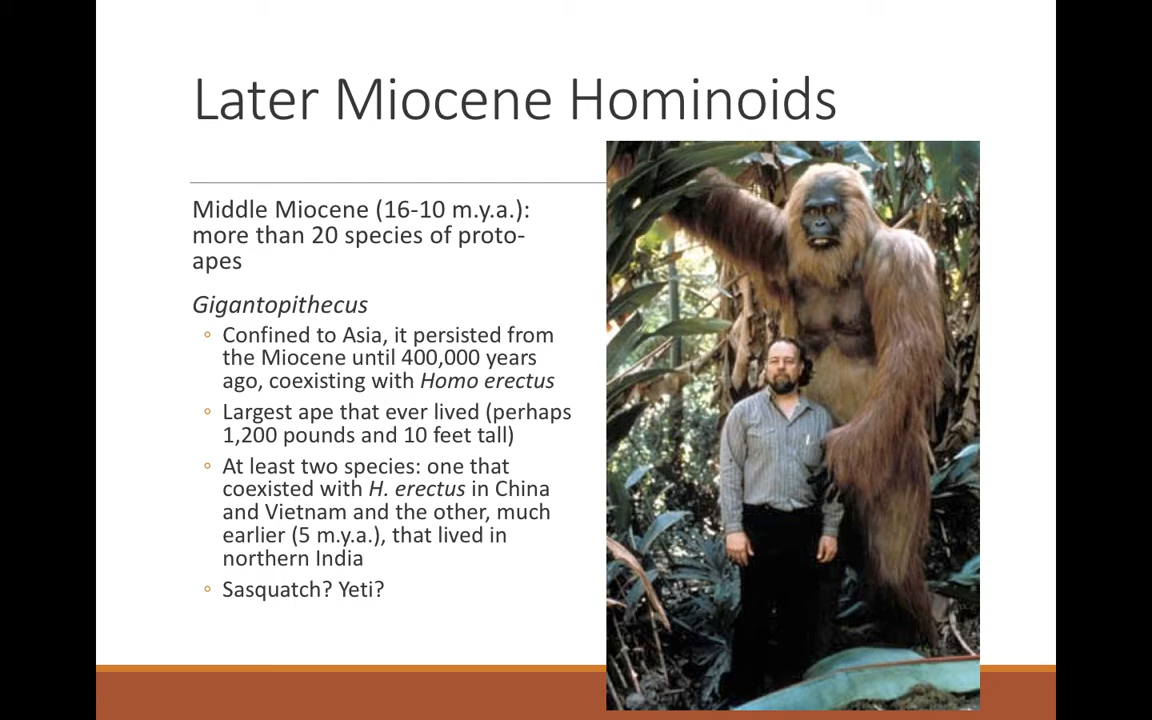 Later Miocene Hominoids
Middle Miocene (16-10 m.y.a.):
more than 20 species of proto-
apes
Gigantopithecus
◦ Confined to Asia, it persisted from
the Miocene until 400,000 years
ago, coexisting with Homo erectus
◦ Largest ape that ever lived (perhaps
1,200 pounds and 10 feet tall)
◦ At least two species: one that
coexisted with H. erectus in China
and Vietnam and the other, much
earlier (5 m.y.a.), that lived in
northern India
◦ Sasquatch? Yeti?